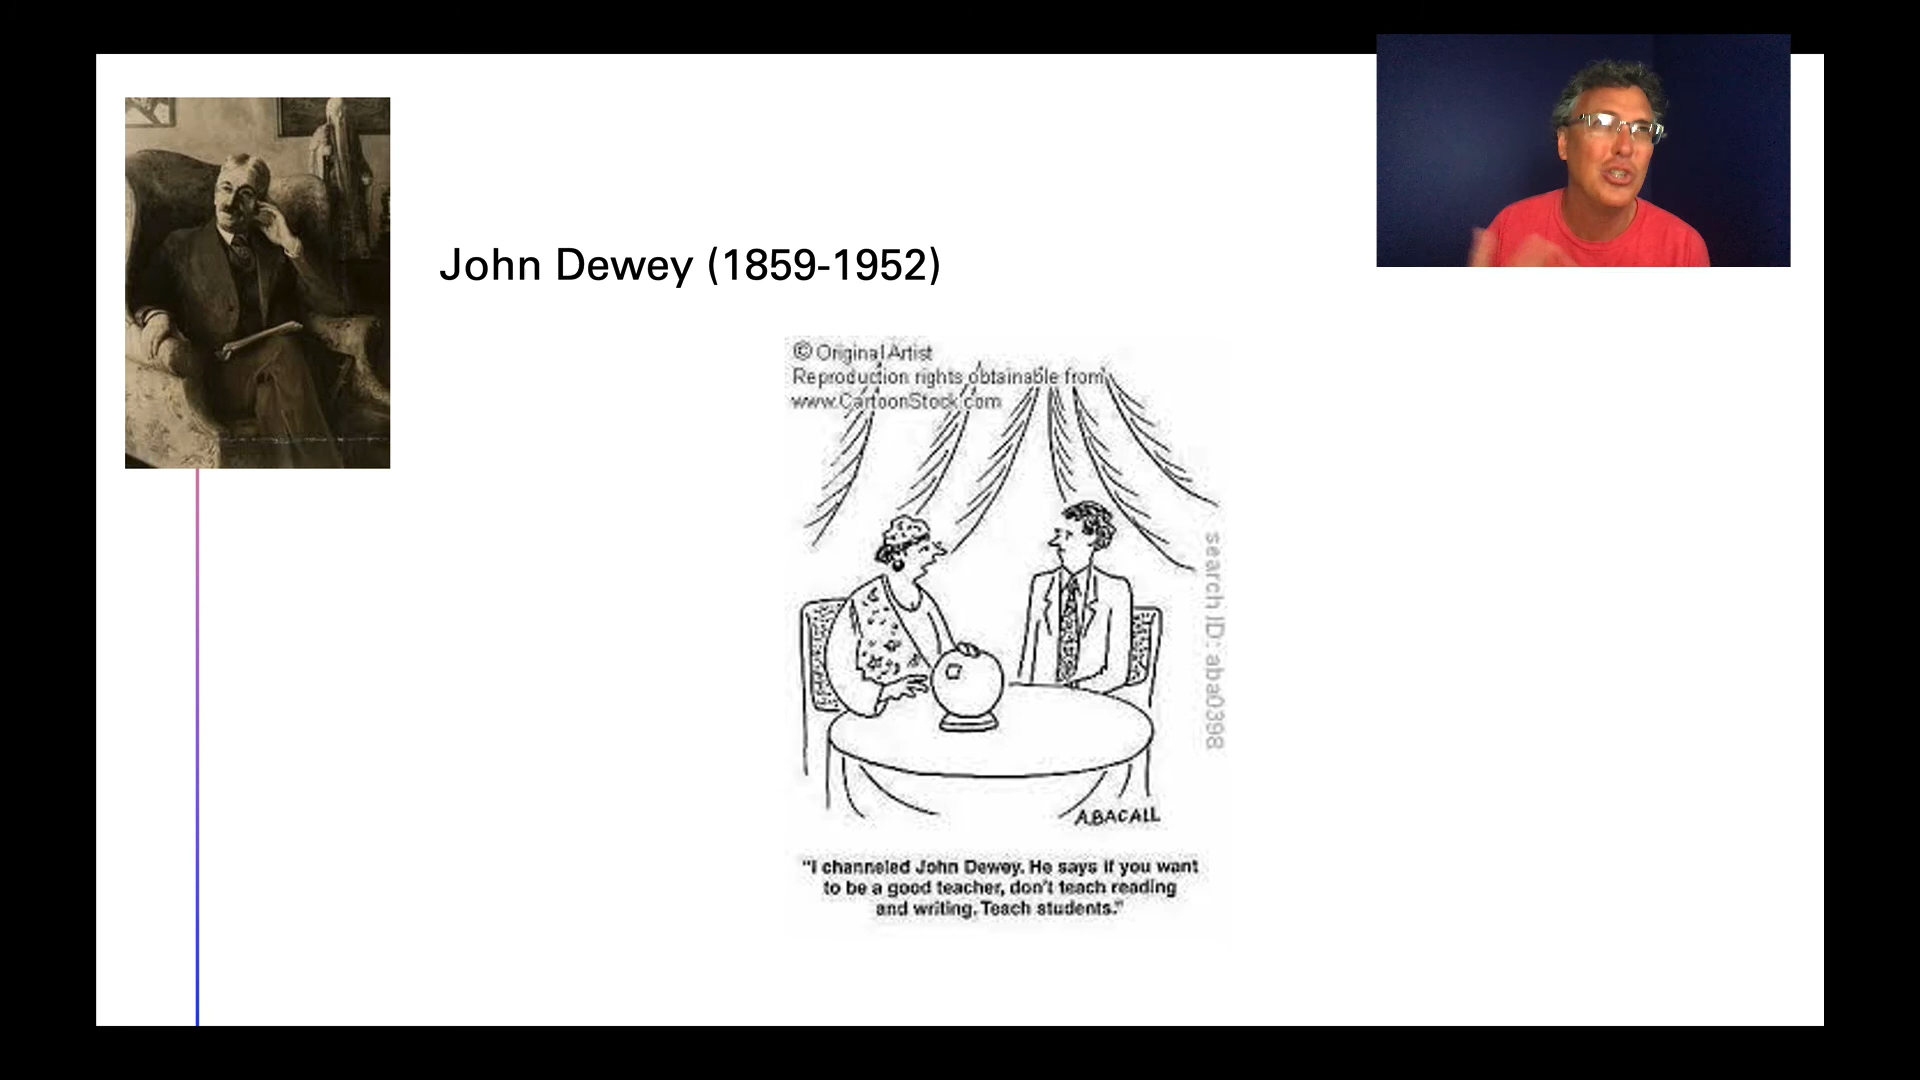 John Dewey (1859-1952)
© Original Artist
Reproduction rights obtainable from
www.CartoonStock.com
search ID: aba0398
ABACALL
"I channeled John Dewey. He says if you want
to be a good teacher, don't teach reading
and writing. Teach students."